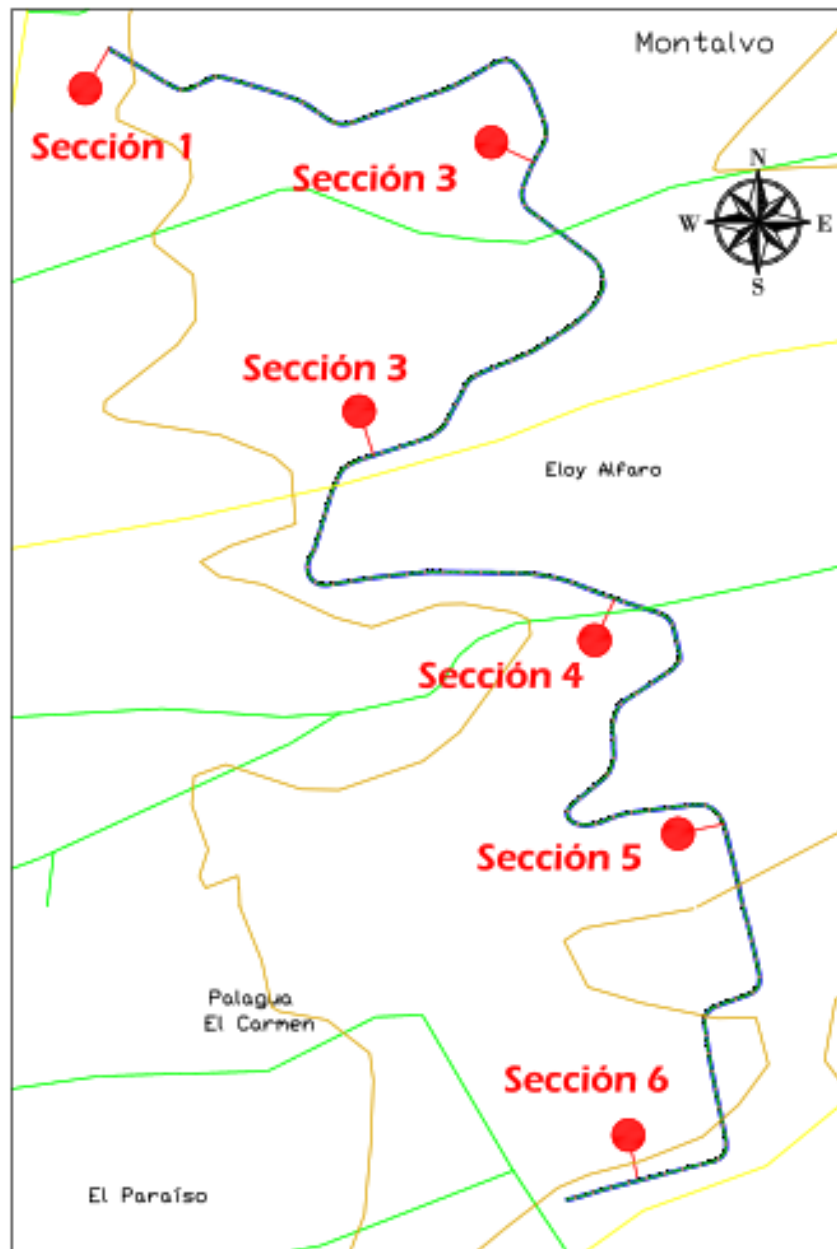 Montalvo
Sección 1
Sección 3
N
W E
S
Sección 3
Eloy Alfaro
Sección 4
Sección 5
Palagua
El Carmen
Sección 6
El Paraíso